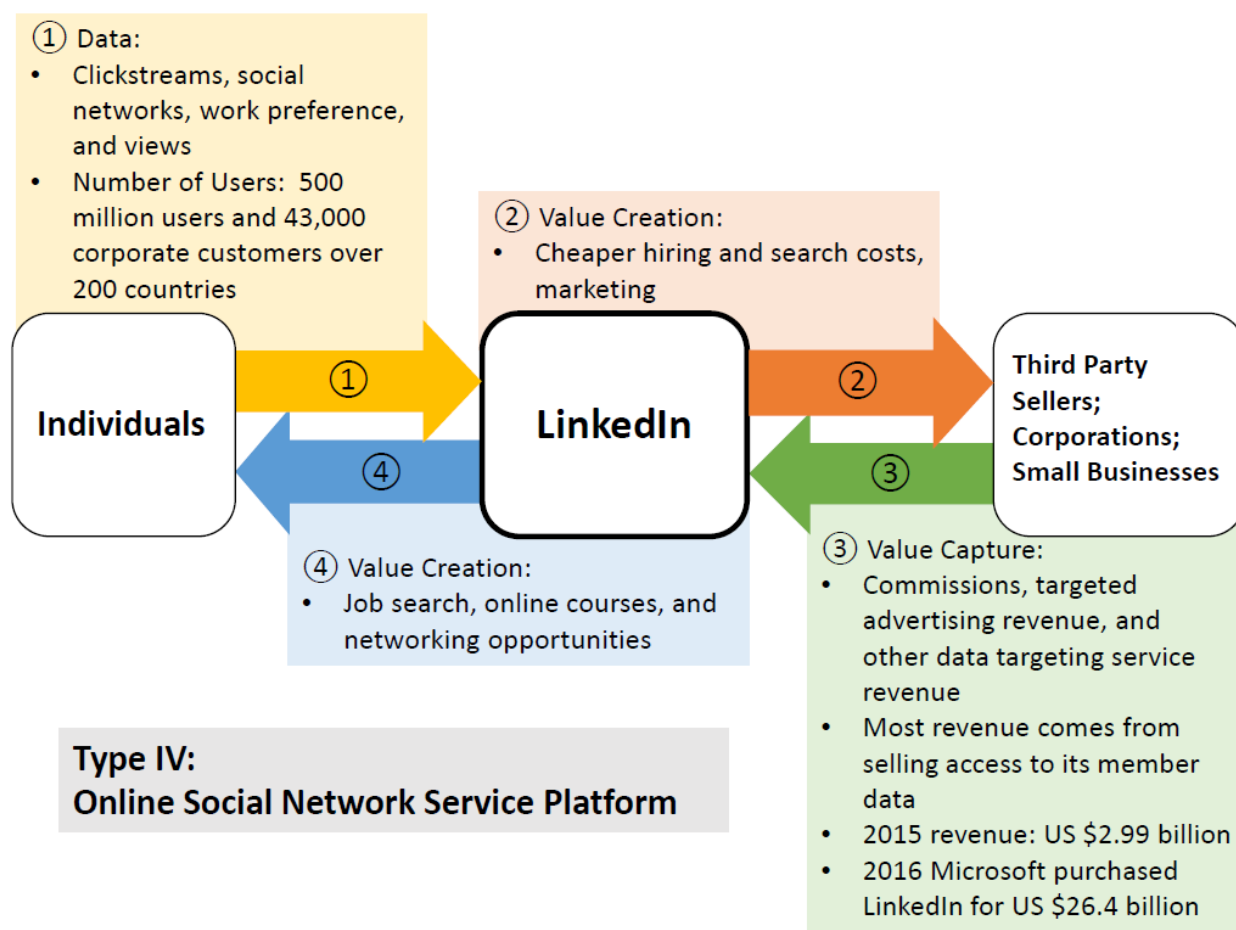 ① Data:
• Clickstreams, social
networks, work preference,
and views
• Number of Users: 500
million users and 43,000
corporate customers over
200 countries
② Value Creation:
• Cheaper hiring and search costs,
marketing
Individuals
①
LinkedIn
②
Third Party
Sellers;
Corporations;
Small Businesses
④
③
④ Value Creation:
• Job search, online courses, and
networking opportunities
③ Value Capture:
• Commissions, targeted
advertising revenue, and
other data targeting service
revenue
• Most revenue comes from
selling access to its member
data
• 2015 revenue: US $2.99 billion
• 2016 Microsoft purchased
LinkedIn for US $26.4 billion
Type IV:
Online Social Network Service Platform